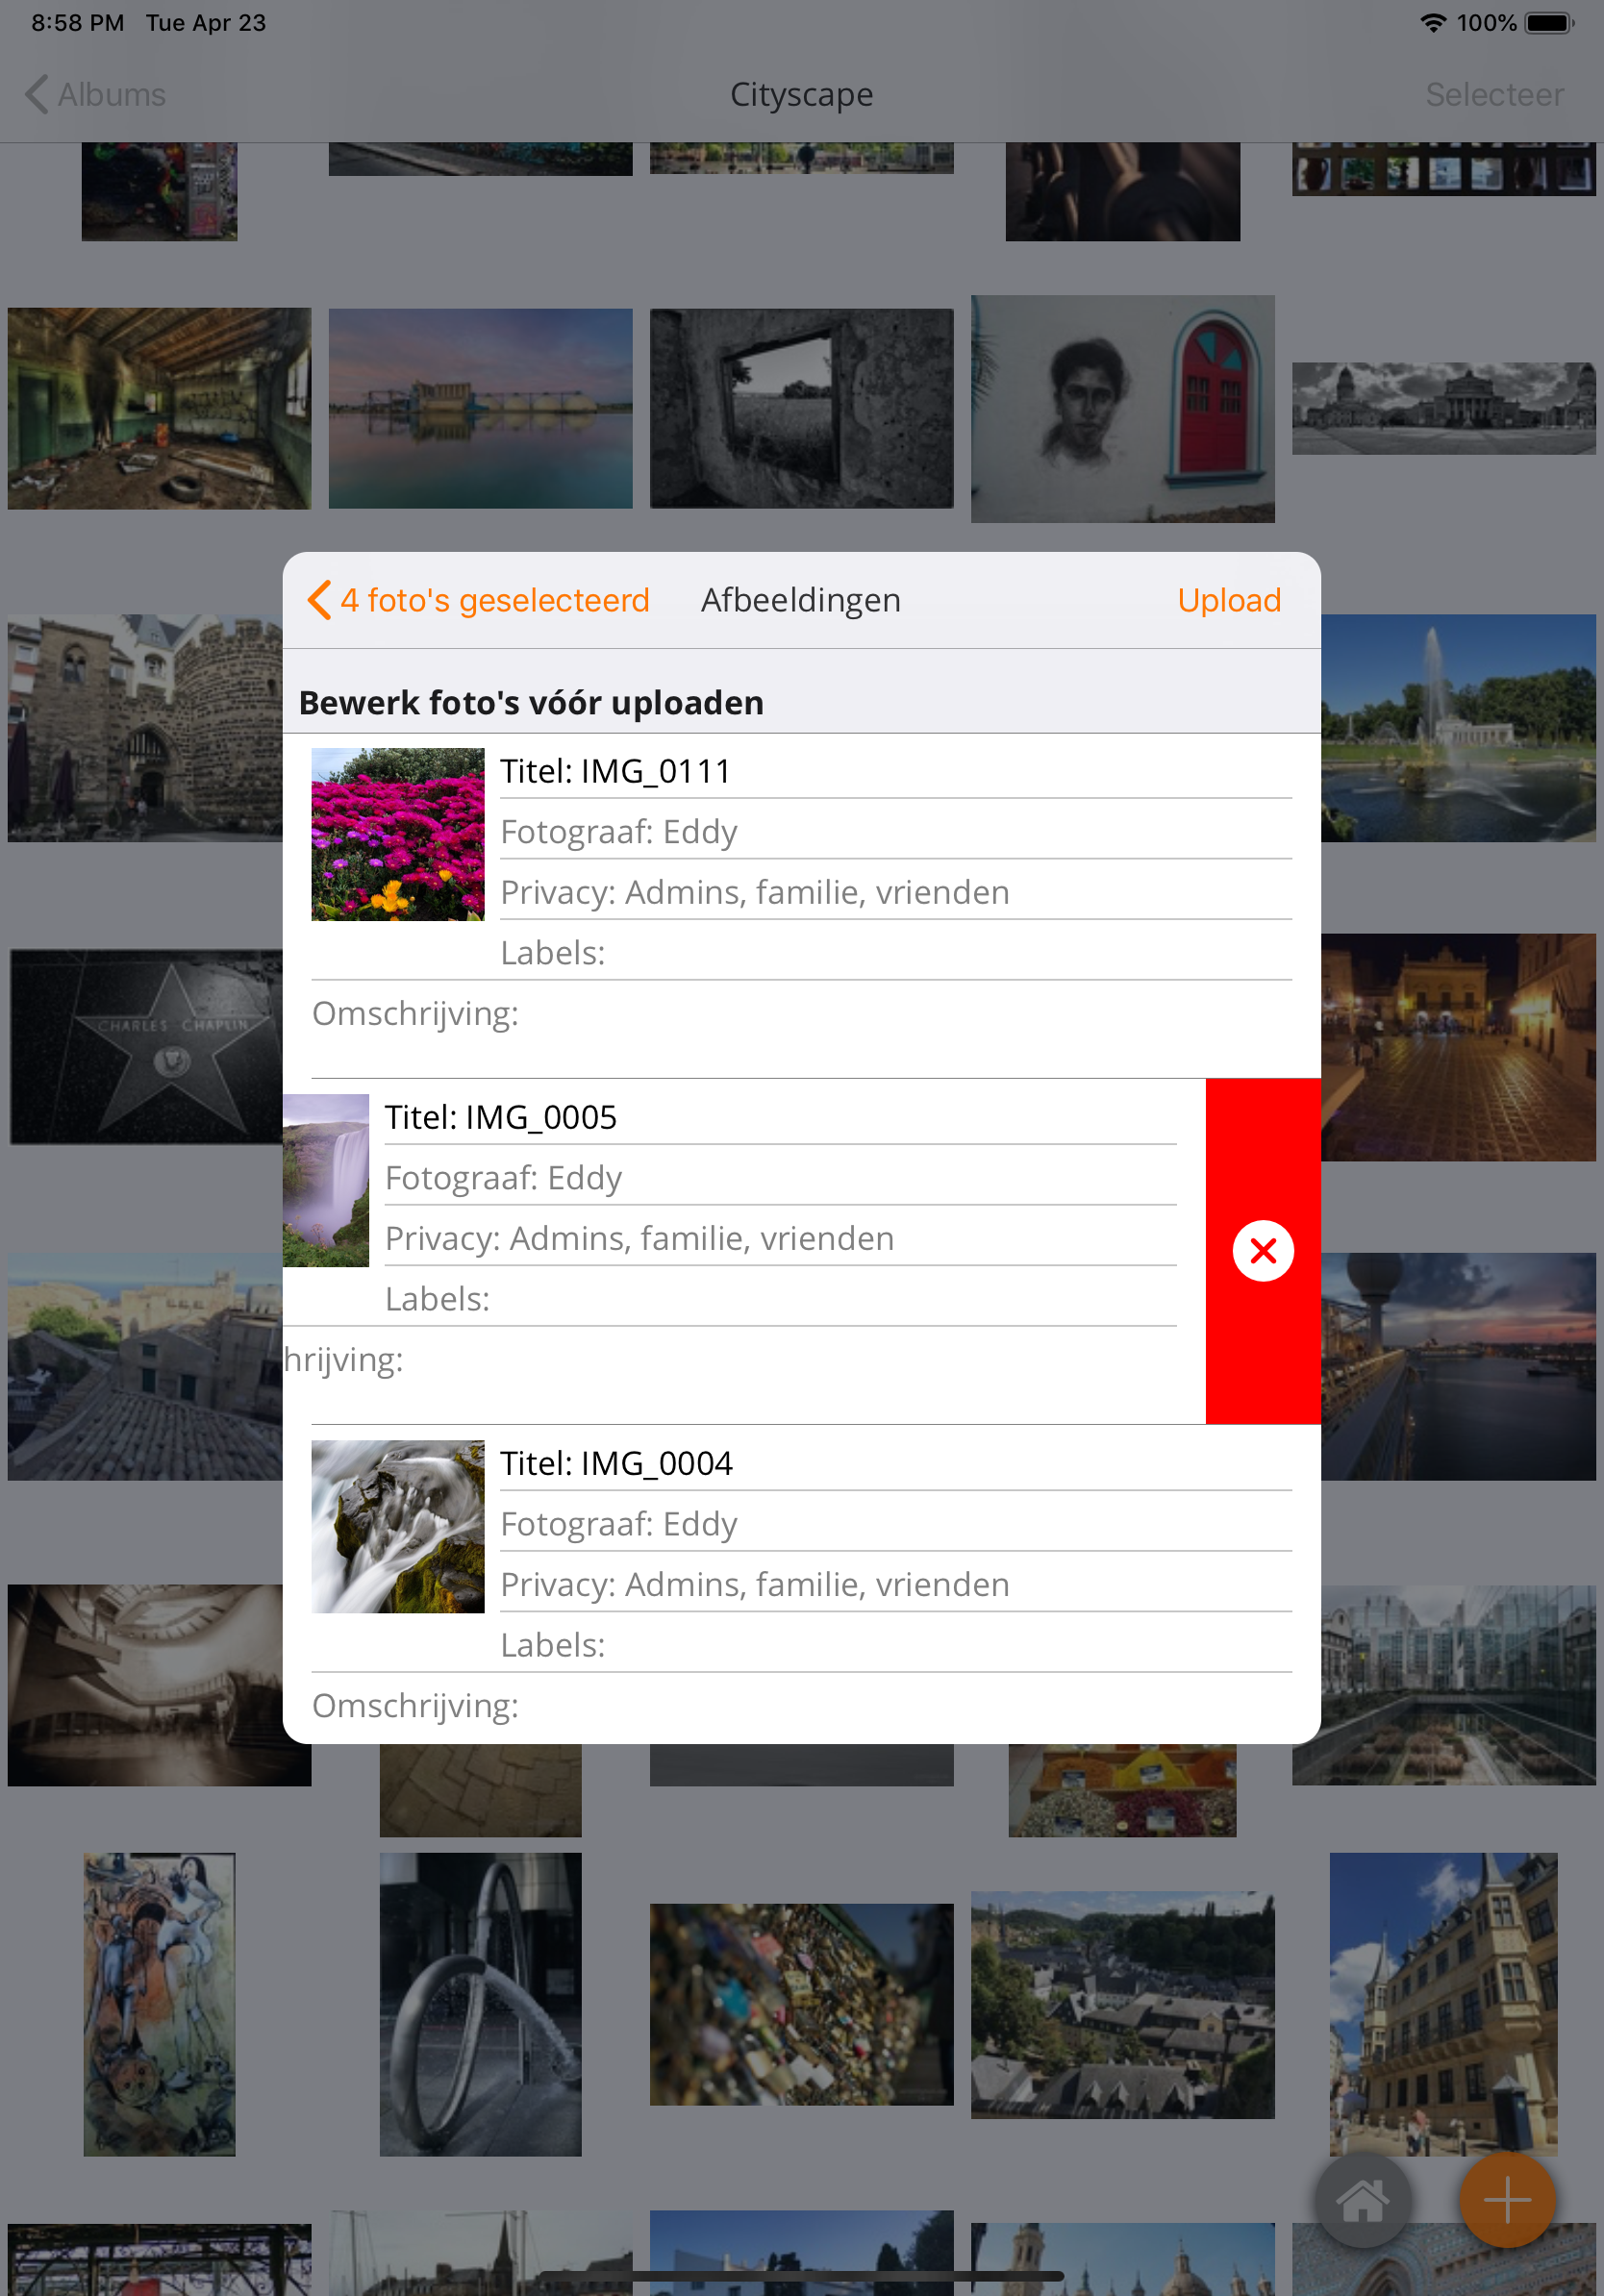 8:58 PM Tue Apr 23 100%
Albums Cityscape Selecteer
4 foto's geselecteerd Afbeeldingen Upload
Bewerk foto's vóór uploaden
Titel: IMG_0111
Fotograaf: Eddy
Privacy: Admins, familie, vrienden
Labels:
Omschrijving:
CHARLES CHAPLIN
Titel: IMG_0005
Fotograaf: Eddy
Privacy: Admins, familie, vrienden
Labels:
hrijving:
Titel: IMG_0004
Fotograaf: Eddy
Privacy: Admins, familie, vrienden
Labels:
Omschrijving: